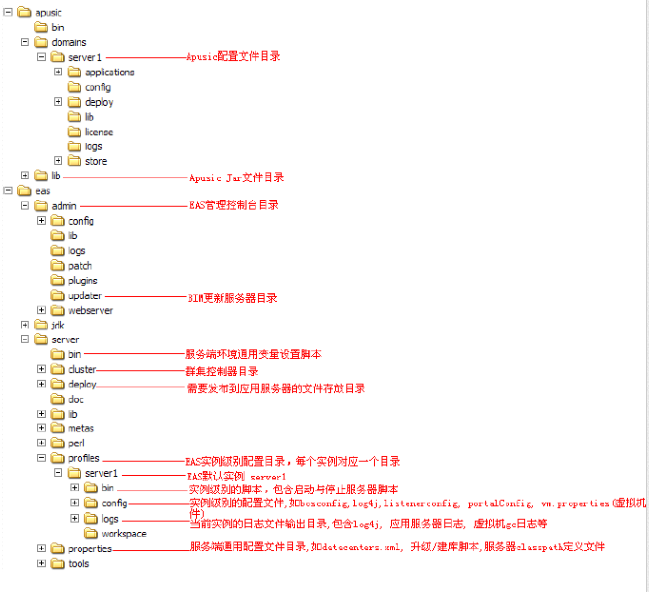 apusic
bin
domains
server1 Apusic配置文件目录
applications
config
deploy
lib
license
logs
store
lib Apusic Jar文件目录
eas
admin EAS管理控制台目录
config
lib
logs
patch
plugins
updater BIM更新服务器目录
webserver
jdk
server
bin 服务端环境通用变量设置脚本
cluster 群集控制器目录
deploy 需要发布到应用服务器的文件存放目录
doc
lib
metas
perl
profiles EAS实例级别配置目录，每个实例对应一个目录
server1 EAS默认实例 server1
bin 实例级别的脚本，包含启动与停止服务器脚本
config 实例级别的配置文件,如bosconfig,log4j,listenerconfig, portalConfig, vm.properties(虚拟机
件)
logs 当前实例的日志文件输出目录,包含log4j, 应用服务器日志, 虚拟机gc日志等
workspace
properties 服务端通用配置文件目录,如datacenters.xml, 升级/建库脚本,服务器classpath定义文件
tools